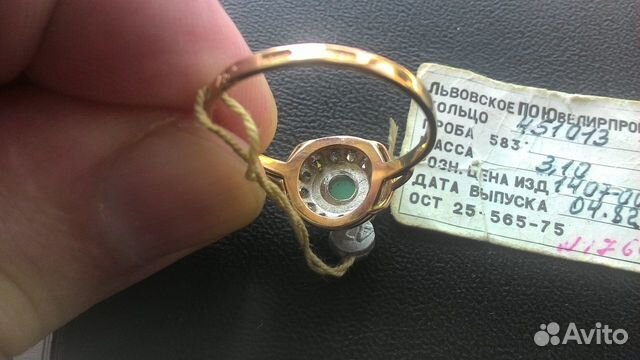 ЛЬВОВСКОЕ ПО ЮВЕЛИРПРО
КОЛЬЦО 451013
ПРОБА 583°
МАССА 3,10
РОЗН. ЦЕНА ИЗД 1407-00
ДАТА ВЫПУСКА 04.
ОСТ 25-565-75
Avito